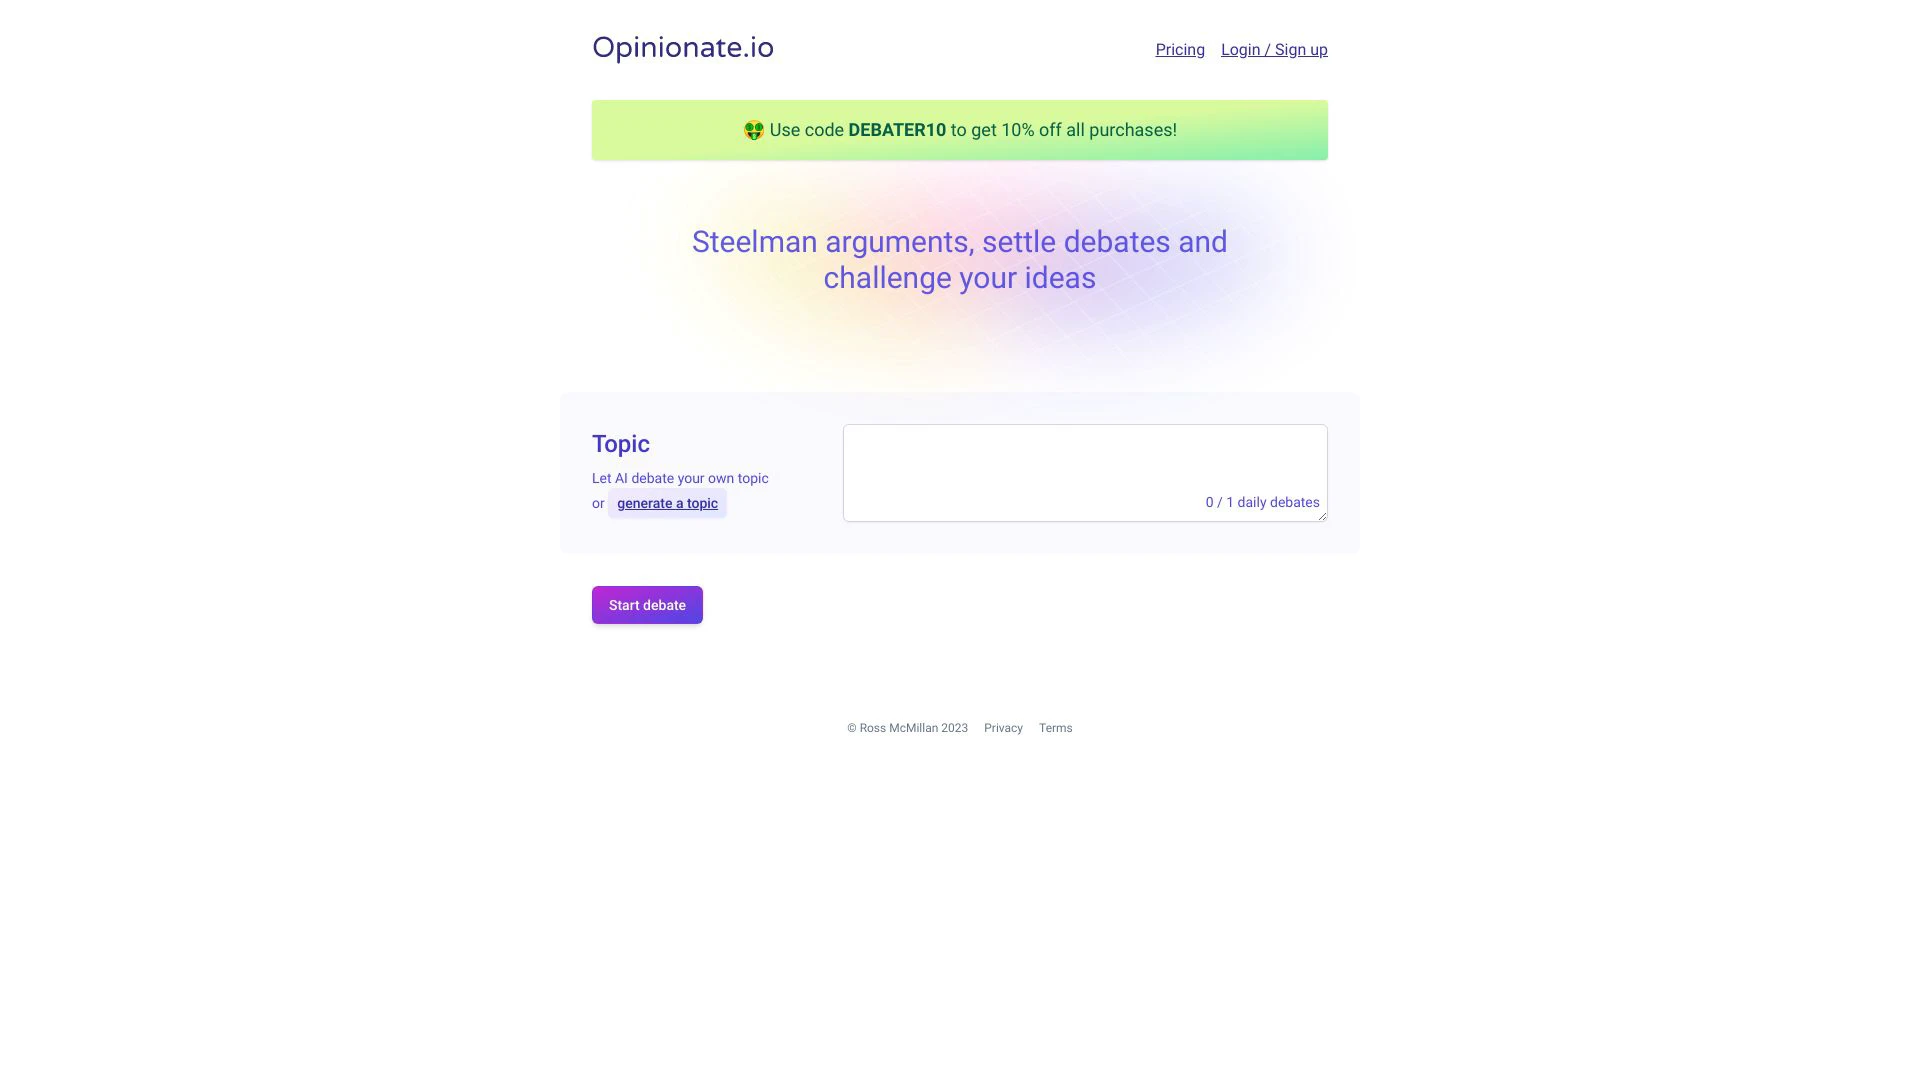 Opinionate.io
Pricing Login / Sign up
🤑 Use code DEBATER10 to get 10% off all purchases!
Steelman arguments, settle debates and
challenge your ideas
Topic
Let AI debate your own topic
or generate a topic
0 / 1 daily debates
Start debate
© Ross McMillan 2023 Privacy Terms